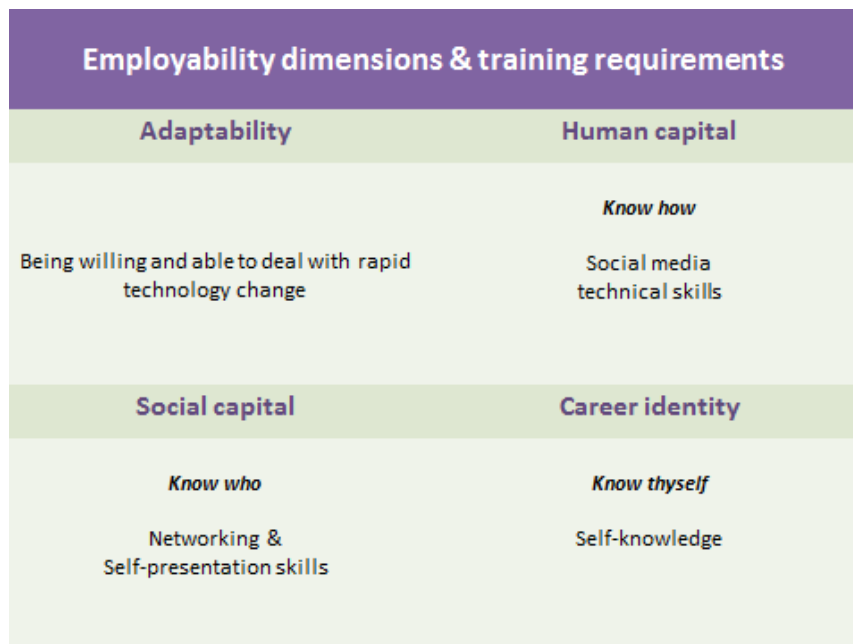 Employability dimensions & training requirements
Adaptability
Human capital
Being willing and able to deal with rapid
technology change
Know how
Social media
technical skills
Social capital
Career identity
Know who
Networking &
Self-presentation skills
Know thyself
Self-knowledge